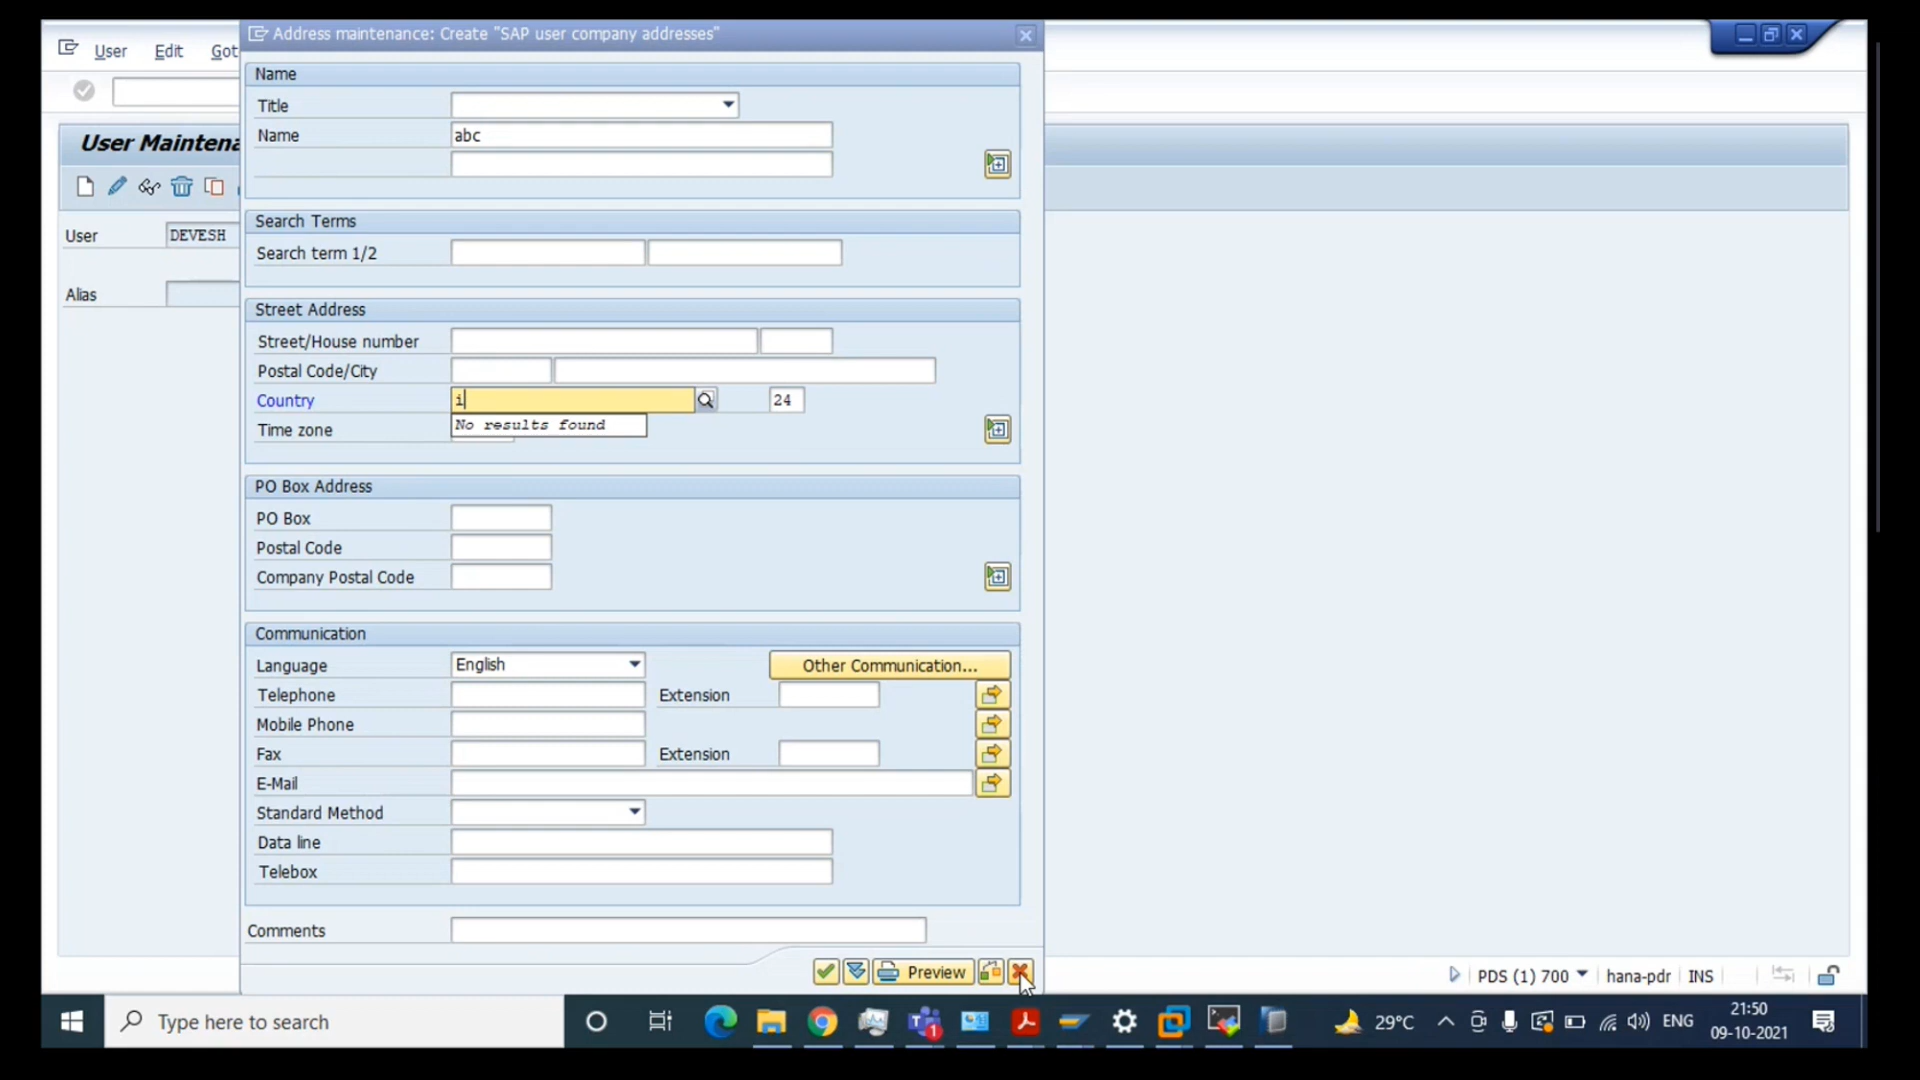 Address maintenance: Create "SAP user company addresses"
User Edit Got
Name
Title
User Maintena
Name abc
Search Terms
User DEVESH
Search term 1/2
Alias
Street Address
Street/House number
Postal Code/City
Country i 24
No results found
Time zone
PO Box Address
PO Box
Postal Code
Company Postal Code
Communication
Language English Other Communication...
Telephone Extension
Mobile Phone
Fax Extension
E-Mail
Standard Method
Data line
Telebox
Comments
Preview
PDS (1) 700 hana-pdr INS
Type here to search 1 29°C ENG 21:50
09-10-2021